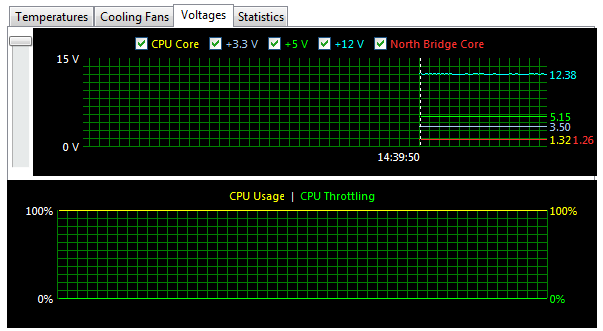 Temperatures Cooling Fans Voltages Statistics
CPU Core +3.3 V +5 V +12 V North Bridge Core
15 V
12.38
5.15
3.50
0 V 1.32 1.26
14:39:50
CPU Usage | CPU Throttling
100% 100%
0% 0%